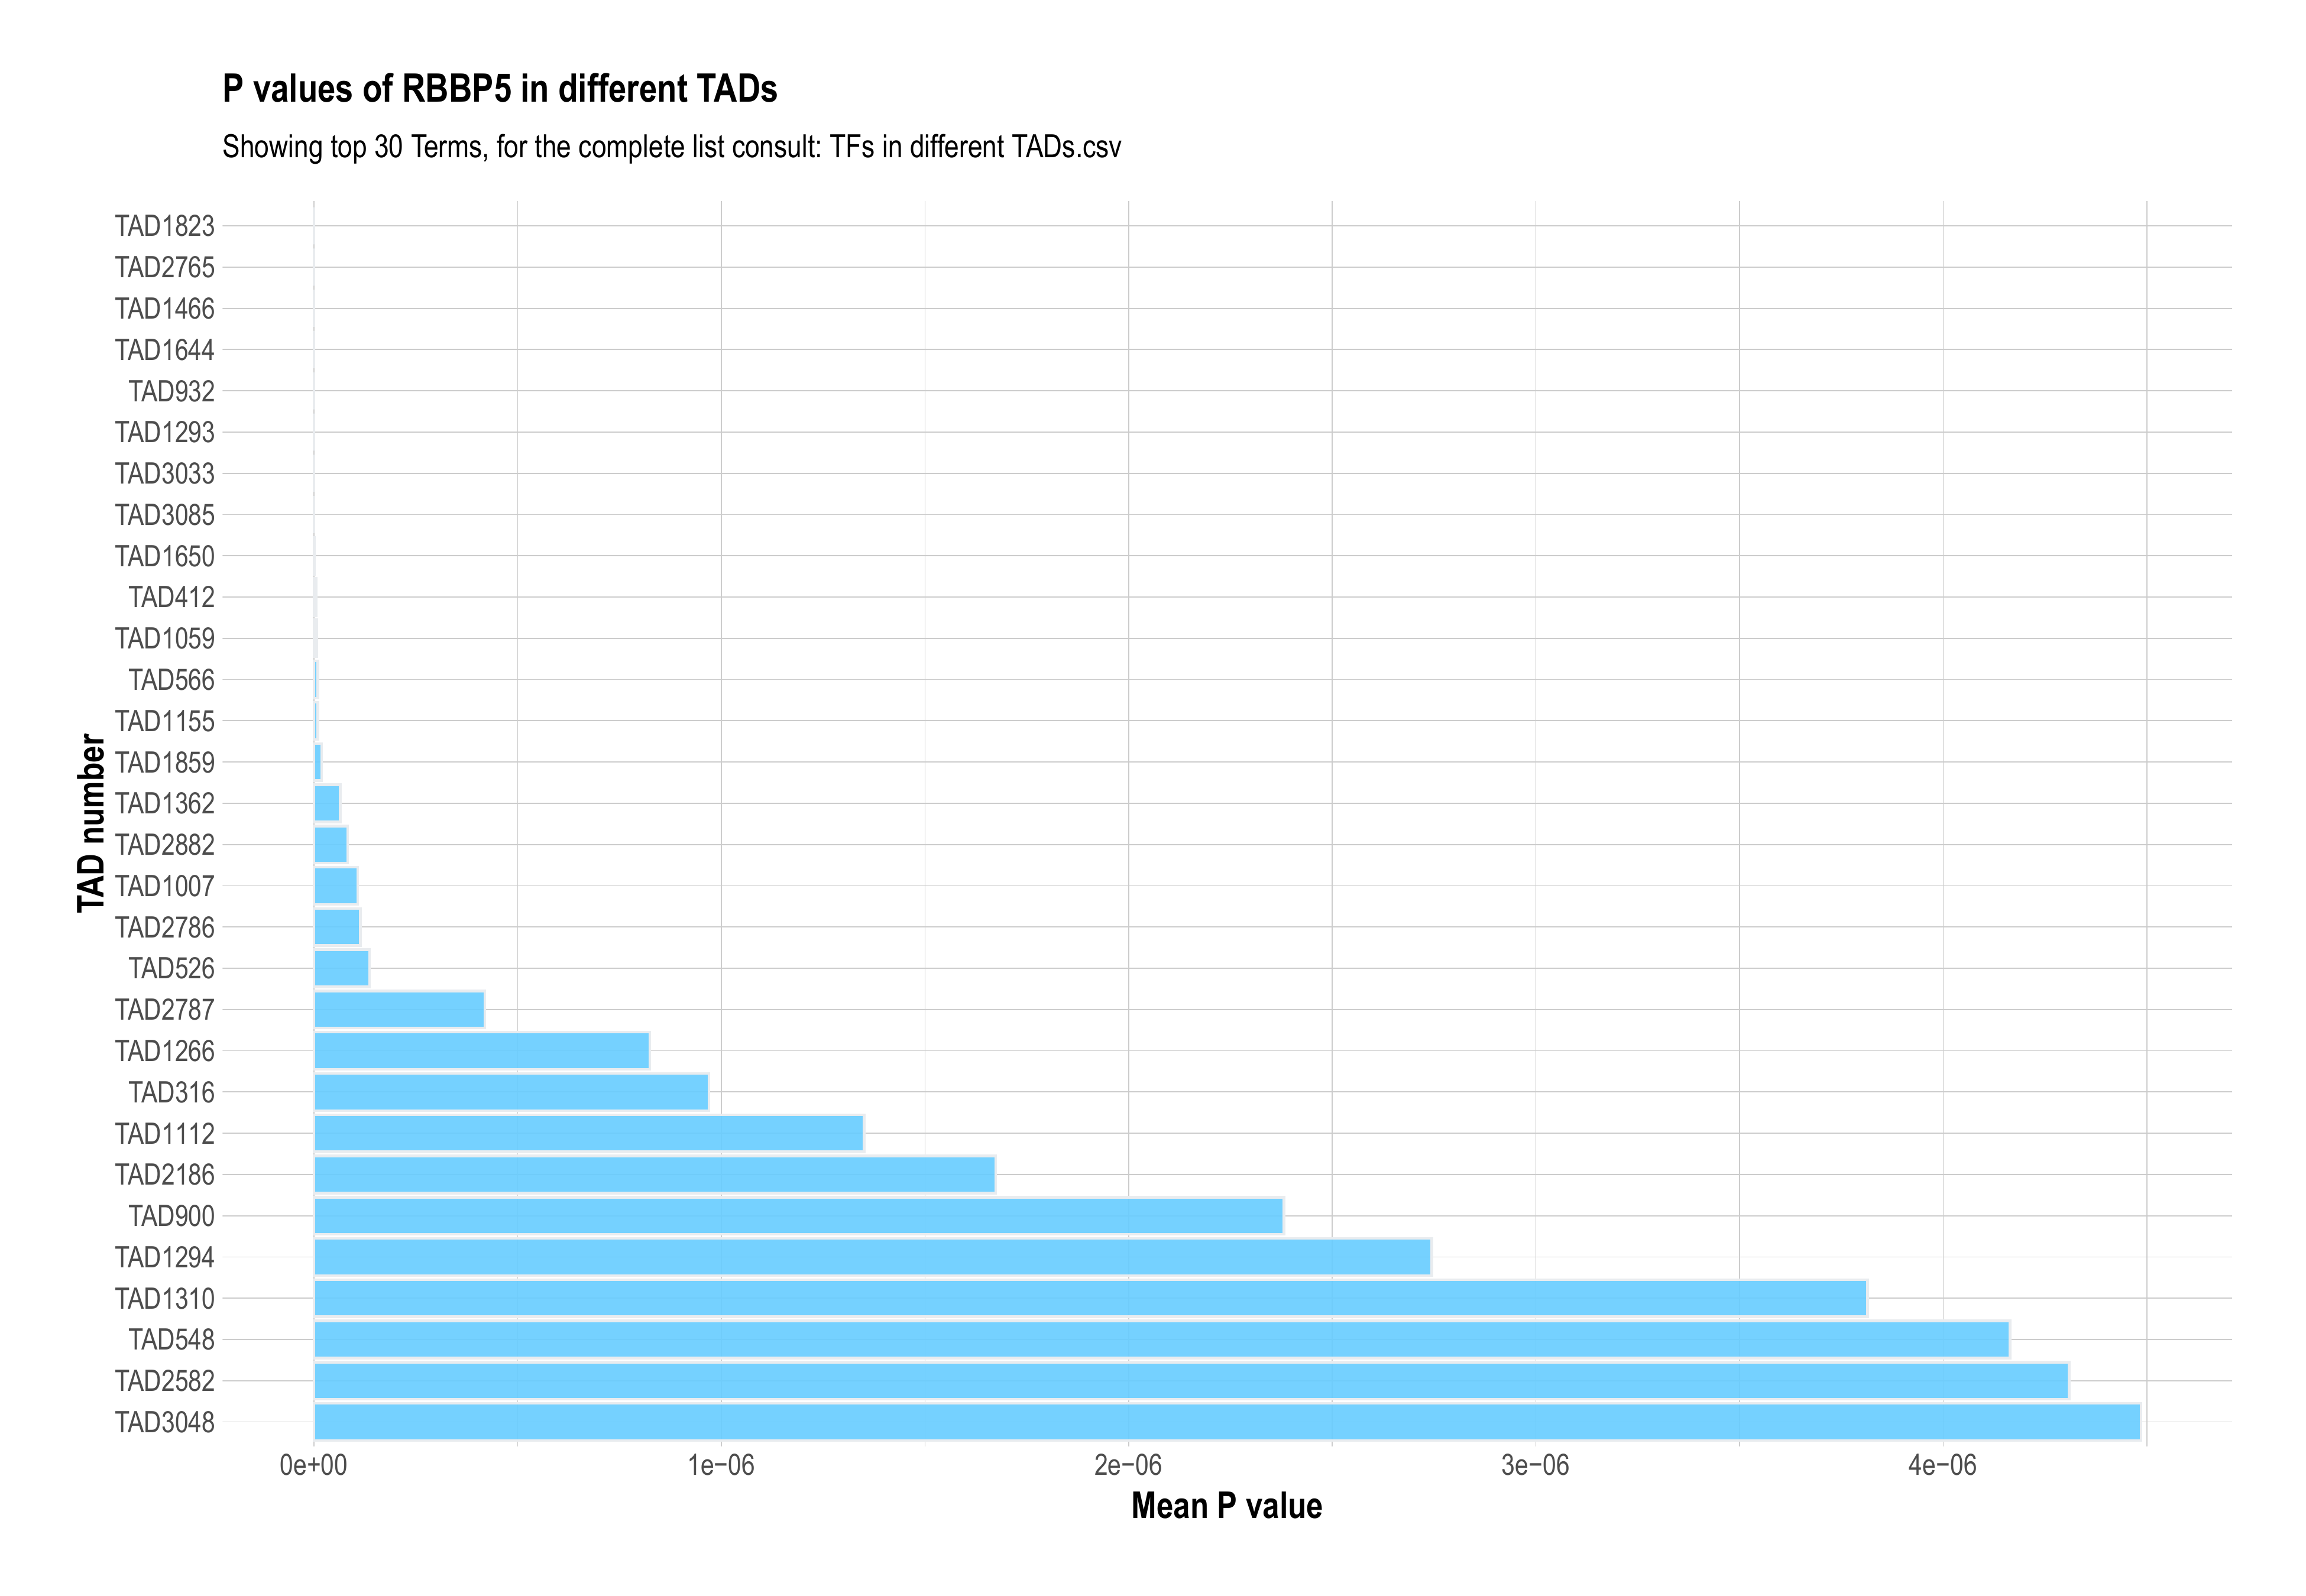 P values of RBBP5 in different TADs
Showing top 30 Terms, for the complete list consult: TFs in different TADs.csv
TAD number
TAD1823
TAD2765
TAD1466
TAD1644
TAD932
TAD1293
TAD3033
TAD3085
TAD1650
TAD412
TAD1059
TAD566
TAD1155
TAD1859
TAD1362
TAD2882
TAD1007
TAD2786
TAD526
TAD2787
TAD1266
TAD316
TAD1112
TAD2186
TAD900
TAD1294
TAD1310
TAD548
TAD2582
TAD3048
0e+00 1e−06 2e−06 3e−06 4e−06
Mean P value